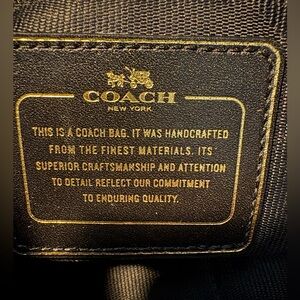 COACH
NEW YORK
THIS IS A COACH BAG. IT WAS HANDCRAFTED
FROM THE FINEST MATERIALS. ITS
SUPERIOR CRAFTSMANSHIP AND ATTENTION
TO DETAIL REFLECT OUR COMMITMENT
TO ENDURING QUALITY.